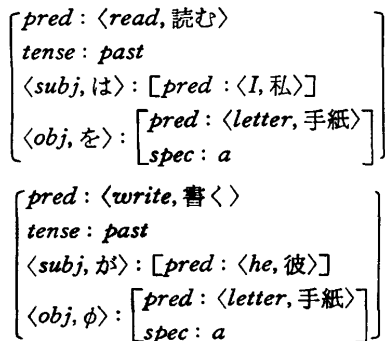 pred : 〈read, 読む〉
tense : past
〈subj, は〉 : [pred : 〈I, 私〉]
〈obj, を〉 : [pred : 〈letter, 手紙〉
spec : a]
pred : 〈write, 書く〉
tense : past
〈subj, が〉 : [pred : 〈he, 彼〉]
〈obj, φ〉 : [pred : 〈letter, 手紙〉
spec : a]